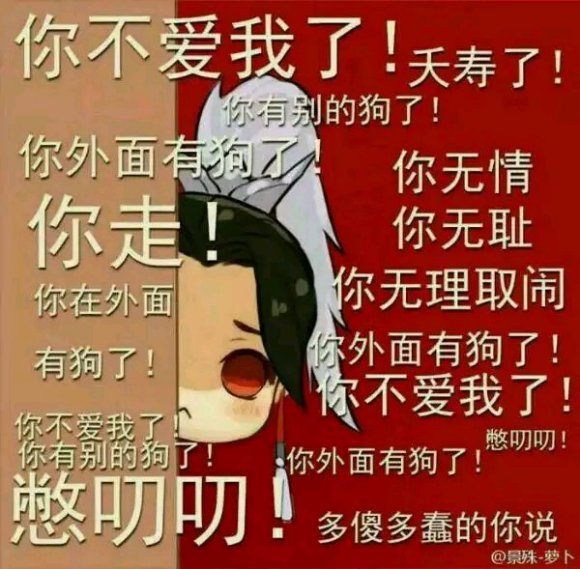 你不爱我了！
夭寿了！
你有别的狗了！
你外面有狗了！
你无情
你走！
你无耻
你在外面
你无理取闹
有狗了！
你外面有狗了！
你不爱我了！
你不爱我了！
憋叨叨！
你有别的狗了！
你外面有狗了！
憋叨叨！
多傻多蠢的你说
@景殊-萝卜